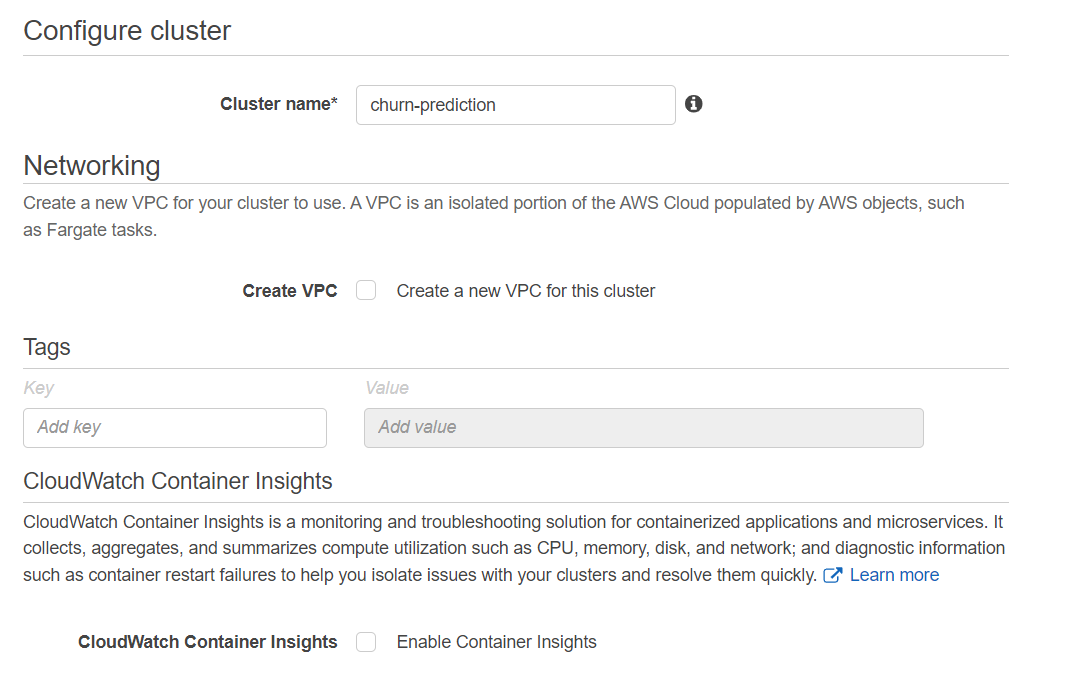 Configure cluster
Cluster name* churn-prediction
Networking
Create a new VPC for your cluster to use. A VPC is an isolated portion of the AWS Cloud populated by AWS objects, such
as Fargate tasks.
Create VPC Create a new VPC for this cluster
Tags
Key Value
Add key Add value
CloudWatch Container Insights
CloudWatch Container Insights is a monitoring and troubleshooting solution for containerized applications and microservices. It
collects, aggregates, and summarizes compute utilization such as CPU, memory, disk, and network; and diagnostic information
such as container restart failures to help you isolate issues with your clusters and resolve them quickly. Learn more
CloudWatch Container Insights Enable Container Insights